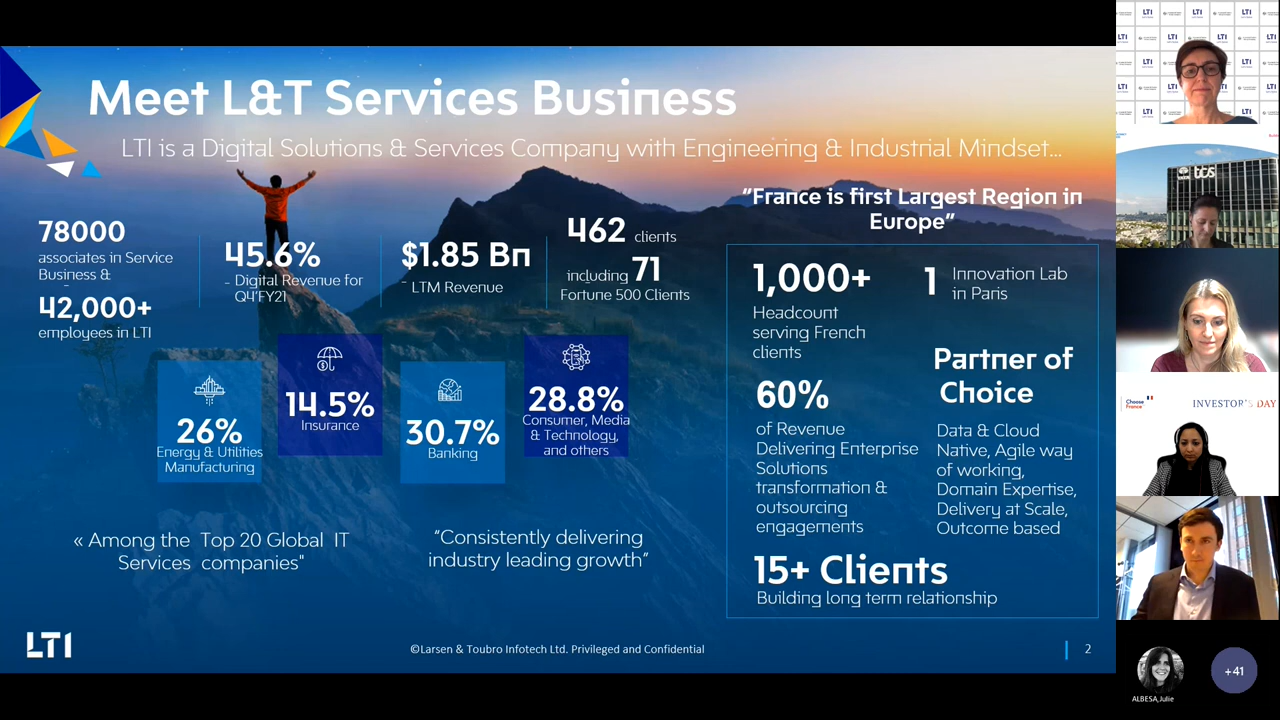 Meet L&T Services Business
LTI is a Digital Solutions & Services Company with Engineering & Industrial Mindset...
78000
associates in Service
Business &
42,000+
employees in LTI
45.6%
- Digital Revenue for
Q4'FY21
$1.85 Bn
- LTM Revenue
462 clients
including 71
Fortune 500 Clients
26%
Energy & Utilities
Manufacturing
14.5%
Insurance
30.7%
Banking
28.8%
Consumer, Media
& Technology,
and others
« Among the Top 20 Global IT
Services companies"
"Consistently delivering
industry leading growth"
"France is first Largest Region in
Europe"
1,000+
Headcount
serving French
clients
1 Innovation Lab
in Paris
60%
of Revenue
Delivering Enterprise
Solutions
transformation &
outsourcing
engagements
Partner of
Choice
Data & Cloud
Native, Agile way
of working,
Domain Expertise,
Delivery at Scale,
Outcome based
15+ Clients
Building long term relationship
LTI
©Larsen & Toubro Infotech Ltd. Privileged and Confidential
2
LTI
tcs
Choose
France
INVESTOR'S DAY
ALBESA,Julie
+41